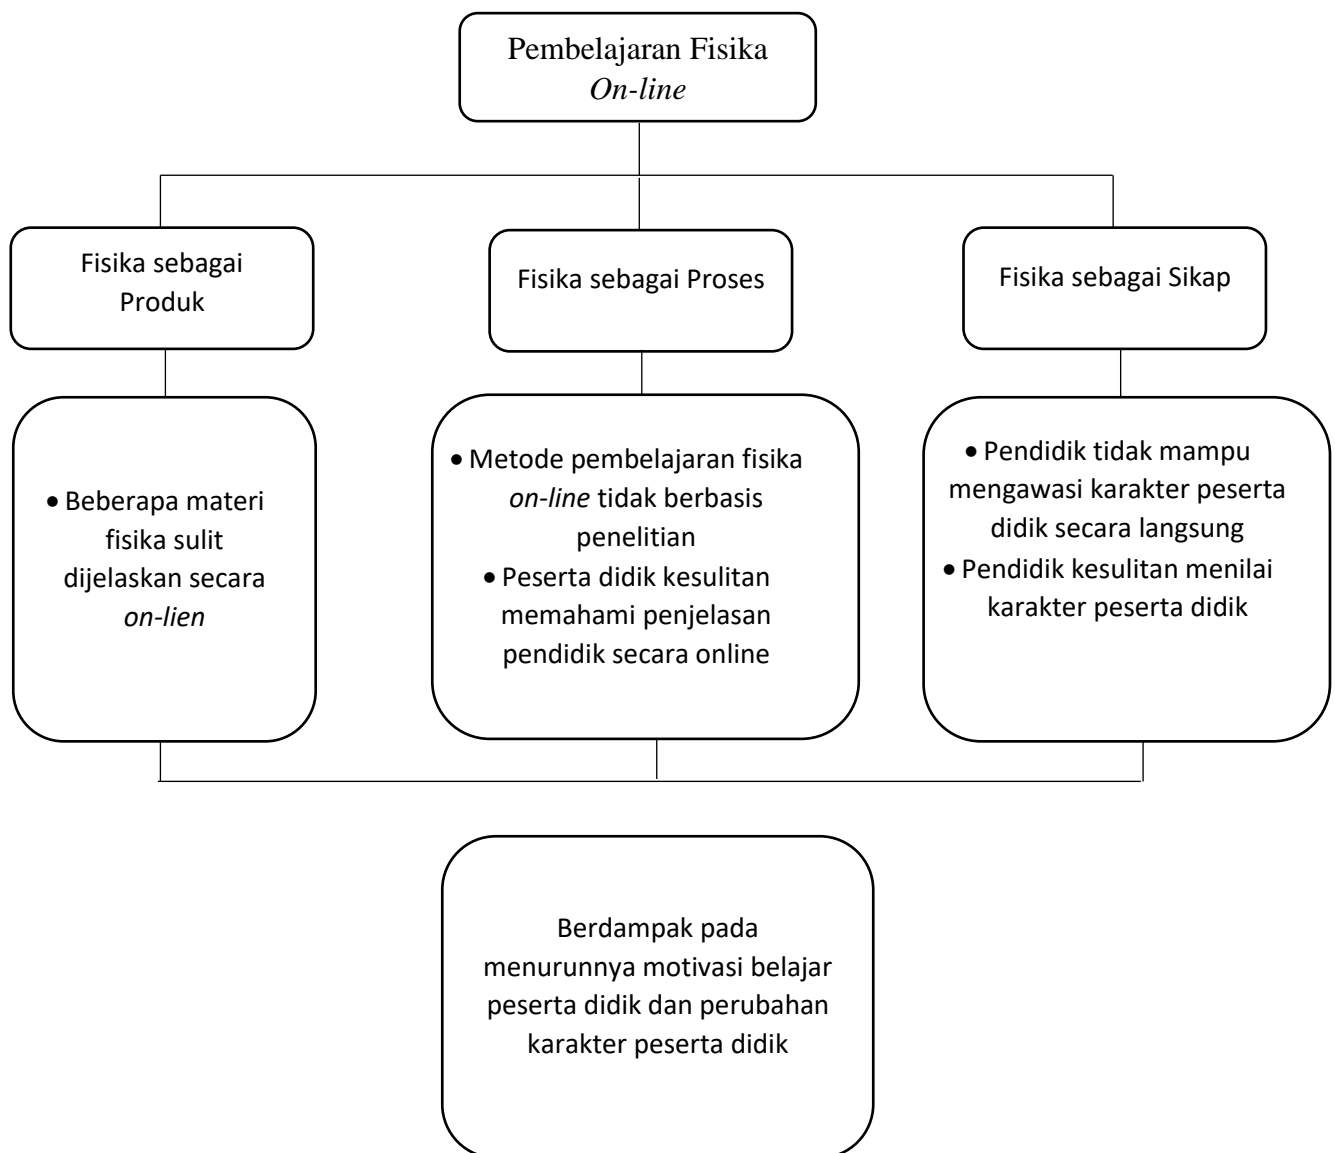 Pembelajaran Fisika
On-line
Fisika sebagai
Produk
Fisika sebagai Proses
Fisika sebagai Sikap
• Beberapa materi
fisika sulit
dijelaskan secara
on-lien
• Metode pembelajaran fisika
on-line tidak berbasis
penelitian
• Peserta didik kesulitan
memahami penjelasan
pendidik secara online
• Pendidik tidak mampu
mengawasi karakter peserta
didik secara langsung
• Pendidik kesulitan menilai
karakter peserta didik
Berdampak pada
menurunnya motivasi belajar
peserta didik dan perubahan
karakter peserta didik